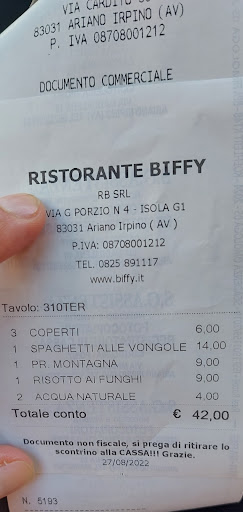 VIA CARDITO
83031 ARIANO IRPINO (AV)
P. IVA 08708001212
DOCUMENTO COMMERCIALE
RISTORANTE BIFFY
RB SRL
VIA G PORZIO N 4 - ISOLA G1
83031 Ariano Irpino ( AV )
P.IVA: 08708001212
TEL. 0825 891117
www.biffy.it
Tavolo: 310TER
3 COPERTI 6,00
1 SPAGHETTI ALLE VONGOLE 14,00
1 PR. MONTAGNA 9,00
1 RISOTTO AI FUNGHI 9,00
2 ACQUA NATURALE 4,00
Totale conto € 42,00
Documento non fiscale, si prega di ritirare lo
scontrino alla CASSA!!! Grazie.
27/08/2022
N. 5193